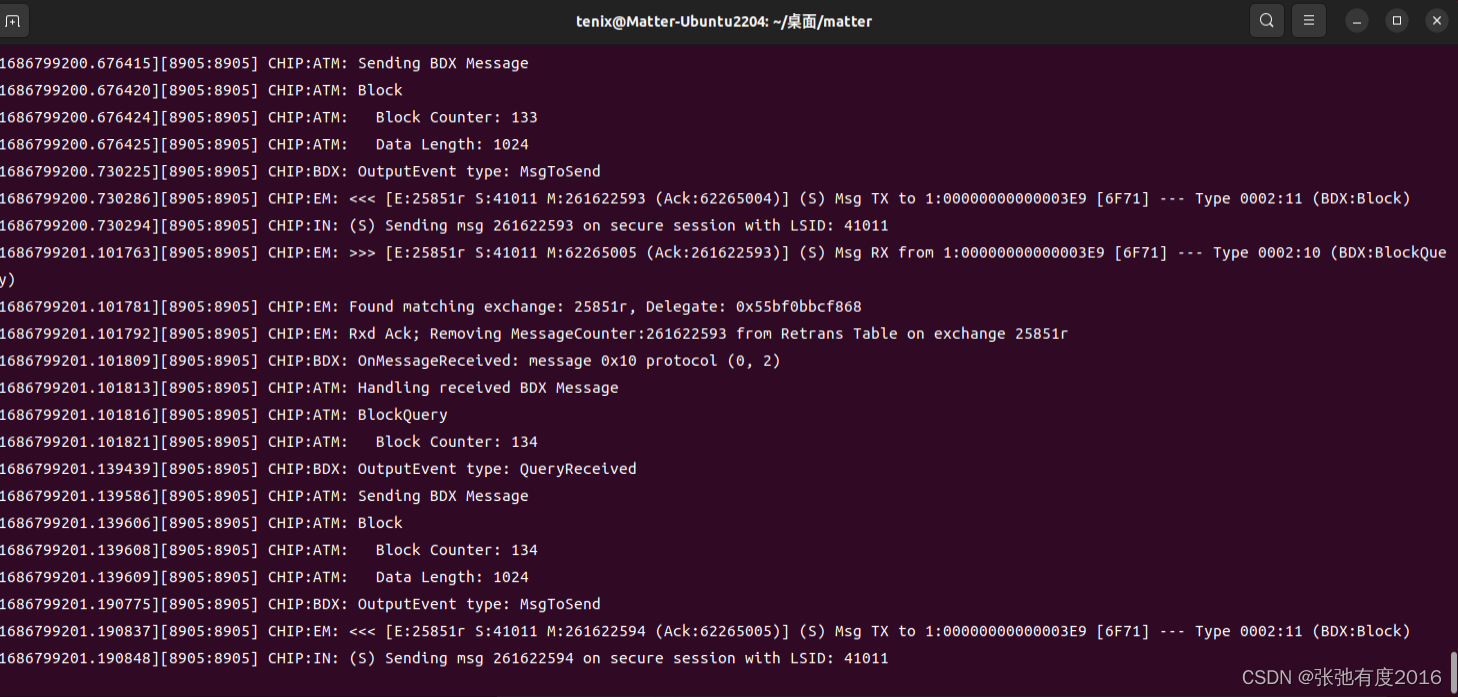 tenix@Matter-Ubuntu2204: ~/桌面/matter
1686799200.676415][8905:8905] CHIP:ATM: Sending BDX Message
1686799200.676420][8905:8905] CHIP:ATM: Block
1686799200.676424][8905:8905] CHIP:ATM:   Block Counter: 133
1686799200.676425][8905:8905] CHIP:ATM:   Data Length: 1024
1686799200.730225][8905:8905] CHIP:BDX: OutputEvent type: MsgToSend
1686799200.730286][8905:8905] CHIP:EM: <<< [E:25851r S:41011 M:261622593 (Ack:62265004)] (S) Msg TX to 1:00000000000003E9 [6F71] --- Type 0002:11 (BDX:Block)
1686799200.730294][8905:8905] CHIP:IN: (S) Sending msg 261622593 on secure session with LSID: 41011
1686799201.101763][8905:8905] CHIP:EM: >>> [E:25851r S:41011 M:62265005 (Ack:261622593)] (S) Msg RX from 1:00000000000003E9 [6F71] --- Type 0002:10 (BDX:BlockQue
y)
1686799201.101781][8905:8905] CHIP:EM: Found matching exchange: 25851r, Delegate: 0x55bf0bbcf868
1686799201.101792][8905:8905] CHIP:EM: Rxd Ack; Removing MessageCounter:261622593 from Retrans Table on exchange 25851r
1686799201.101809][8905:8905] CHIP:BDX: OnMessageReceived: message 0x10 protocol (0, 2)
1686799201.101813][8905:8905] CHIP:ATM: Handling received BDX Message
1686799201.101816][8905:8905] CHIP:ATM: BlockQuery
1686799201.101821][8905:8905] CHIP:ATM:   Block Counter: 134
1686799201.139439][8905:8905] CHIP:BDX: OutputEvent type: QueryReceived
1686799201.139586][8905:8905] CHIP:ATM: Sending BDX Message
1686799201.139606][8905:8905] CHIP:ATM: Block
1686799201.139608][8905:8905] CHIP:ATM:   Block Counter: 134
1686799201.139609][8905:8905] CHIP:ATM:   Data Length: 1024
1686799201.190775][8905:8905] CHIP:BDX: OutputEvent type: MsgToSend
1686799201.190837][8905:8905] CHIP:EM: <<< [E:25851r S:41011 M:261622594 (Ack:62265005)] (S) Msg TX to 1:00000000000003E9 [6F71] --- Type 0002:11 (BDX:Block)
1686799201.190848][8905:8905] CHIP:IN: (S) Sending msg 261622594 on secure session with LSID: 41011
CSDN @张弛有度2016